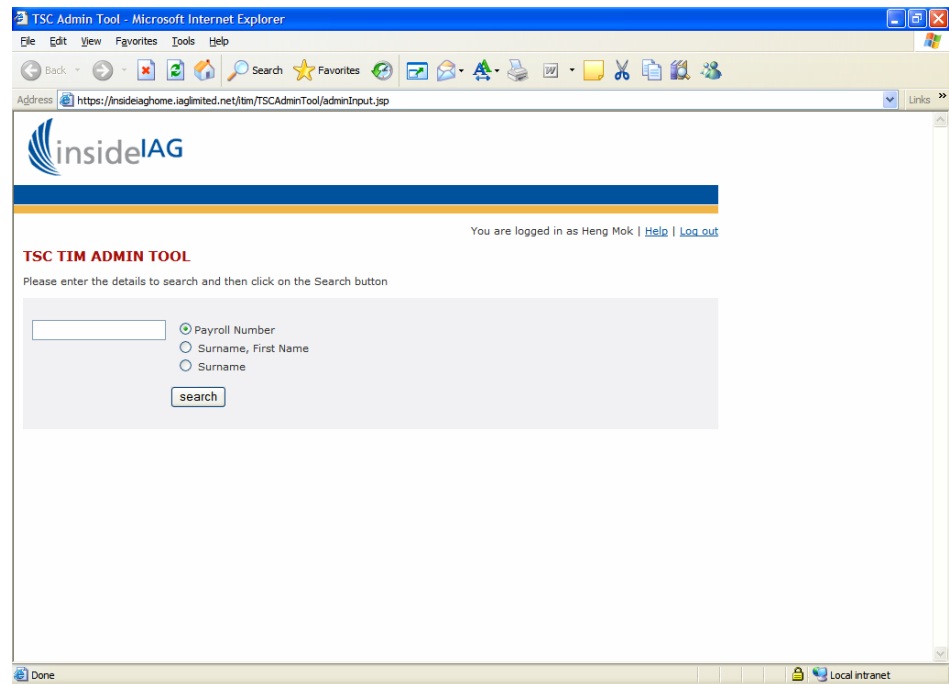 TSC Admin Tool - Microsoft Internet Explorer
File Edit View Favorites Tools Help
Back Search Favorites
Address https://insideiaghome.iaglimited.net/itim/TSCAdminTool/adminInput.jsp Links »
insideIAG
You are logged in as Heng Mok | Help | Log out
TSC TIM ADMIN TOOL
Please enter the details to search and then click on the Search button
Payroll Number
Surname, First Name
Surname
search
Done Local intranet